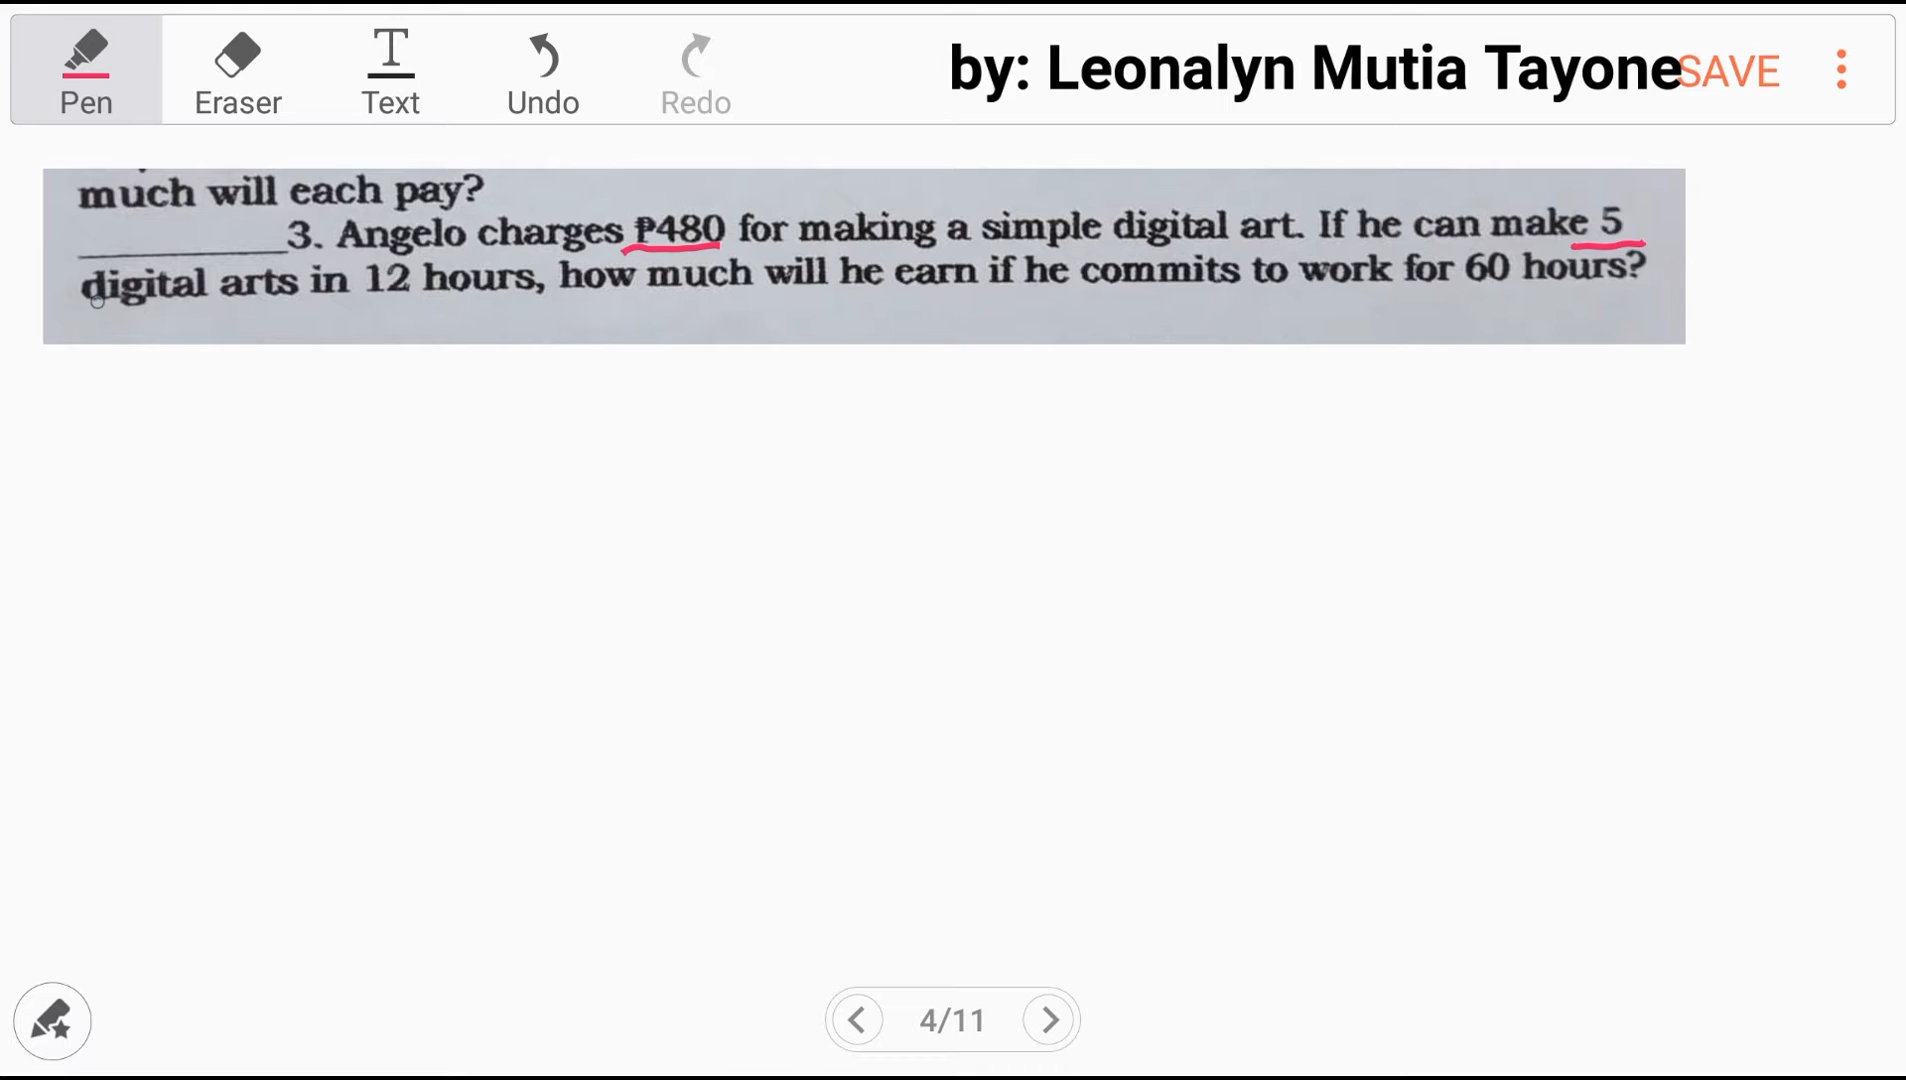 Pen
Eraser
Text
Undo
Redo
by: Leonalyn Mutia Tayone
SAVE
much will each pay?
__________3. Angelo charges ₱480 for making a simple digital art. If he can make 5
digital arts in 12 hours, how much will he earn if he commits to work for 60 hours?
4/11